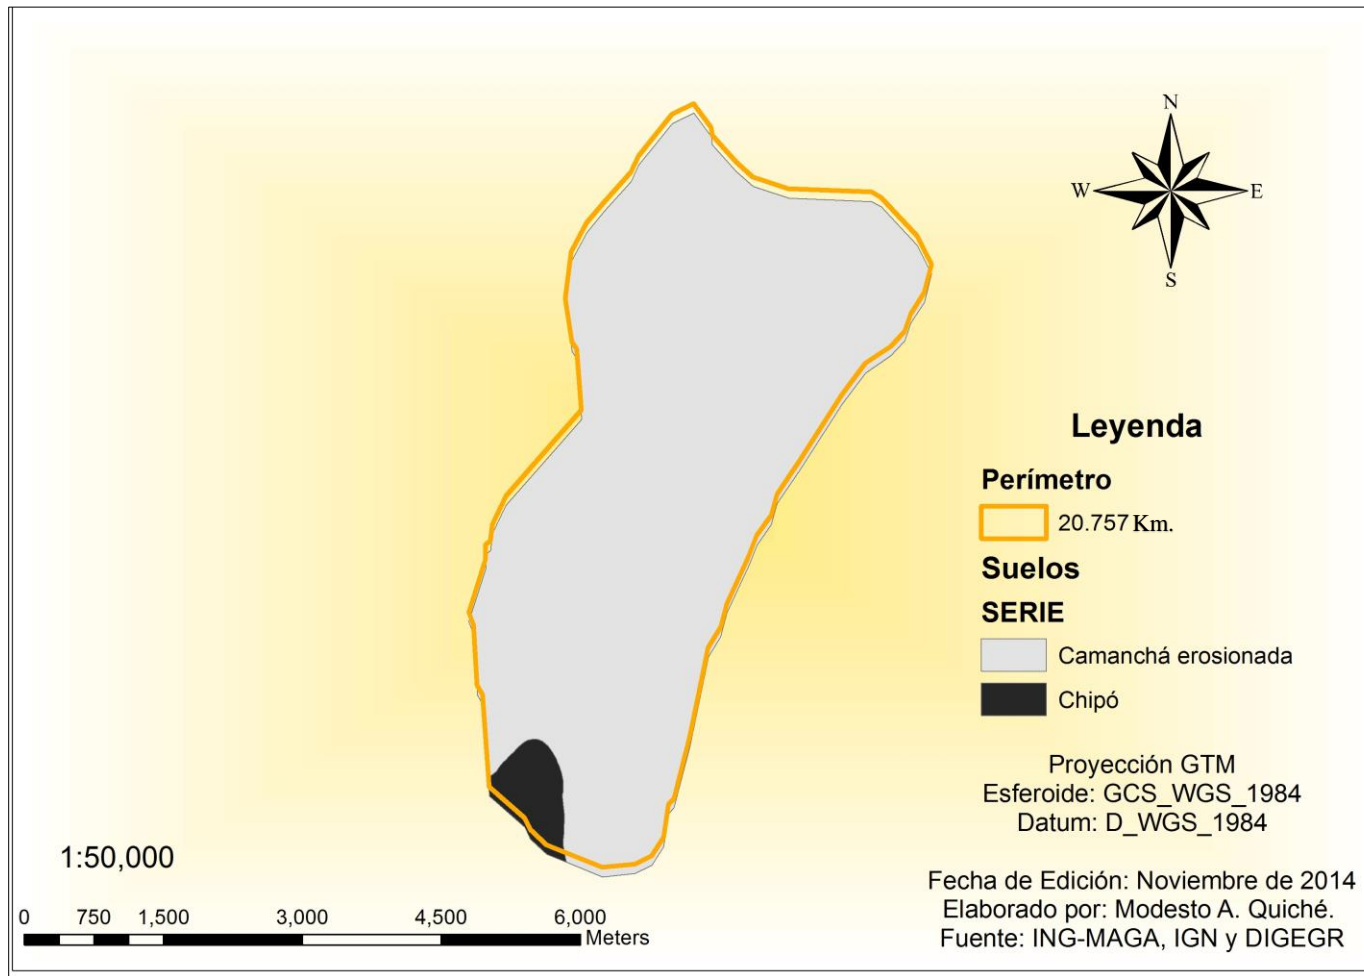 N
W
E
S
Leyenda
Perímetro
20.757 Km.
Suelos
SERIE
Camanchá erosionada
Chipó
Proyección GTM
Esferoide: GCS_WGS_1984
Datum: D_WGS_1984
1:50,000
Fecha de Edición: Noviembre de 2014
Elaborado por: Modesto A. Quiché.
Fuente: ING-MAGA, IGN y DIGEGR
0 750 1,500 3,000 4,500 6,000
Meters